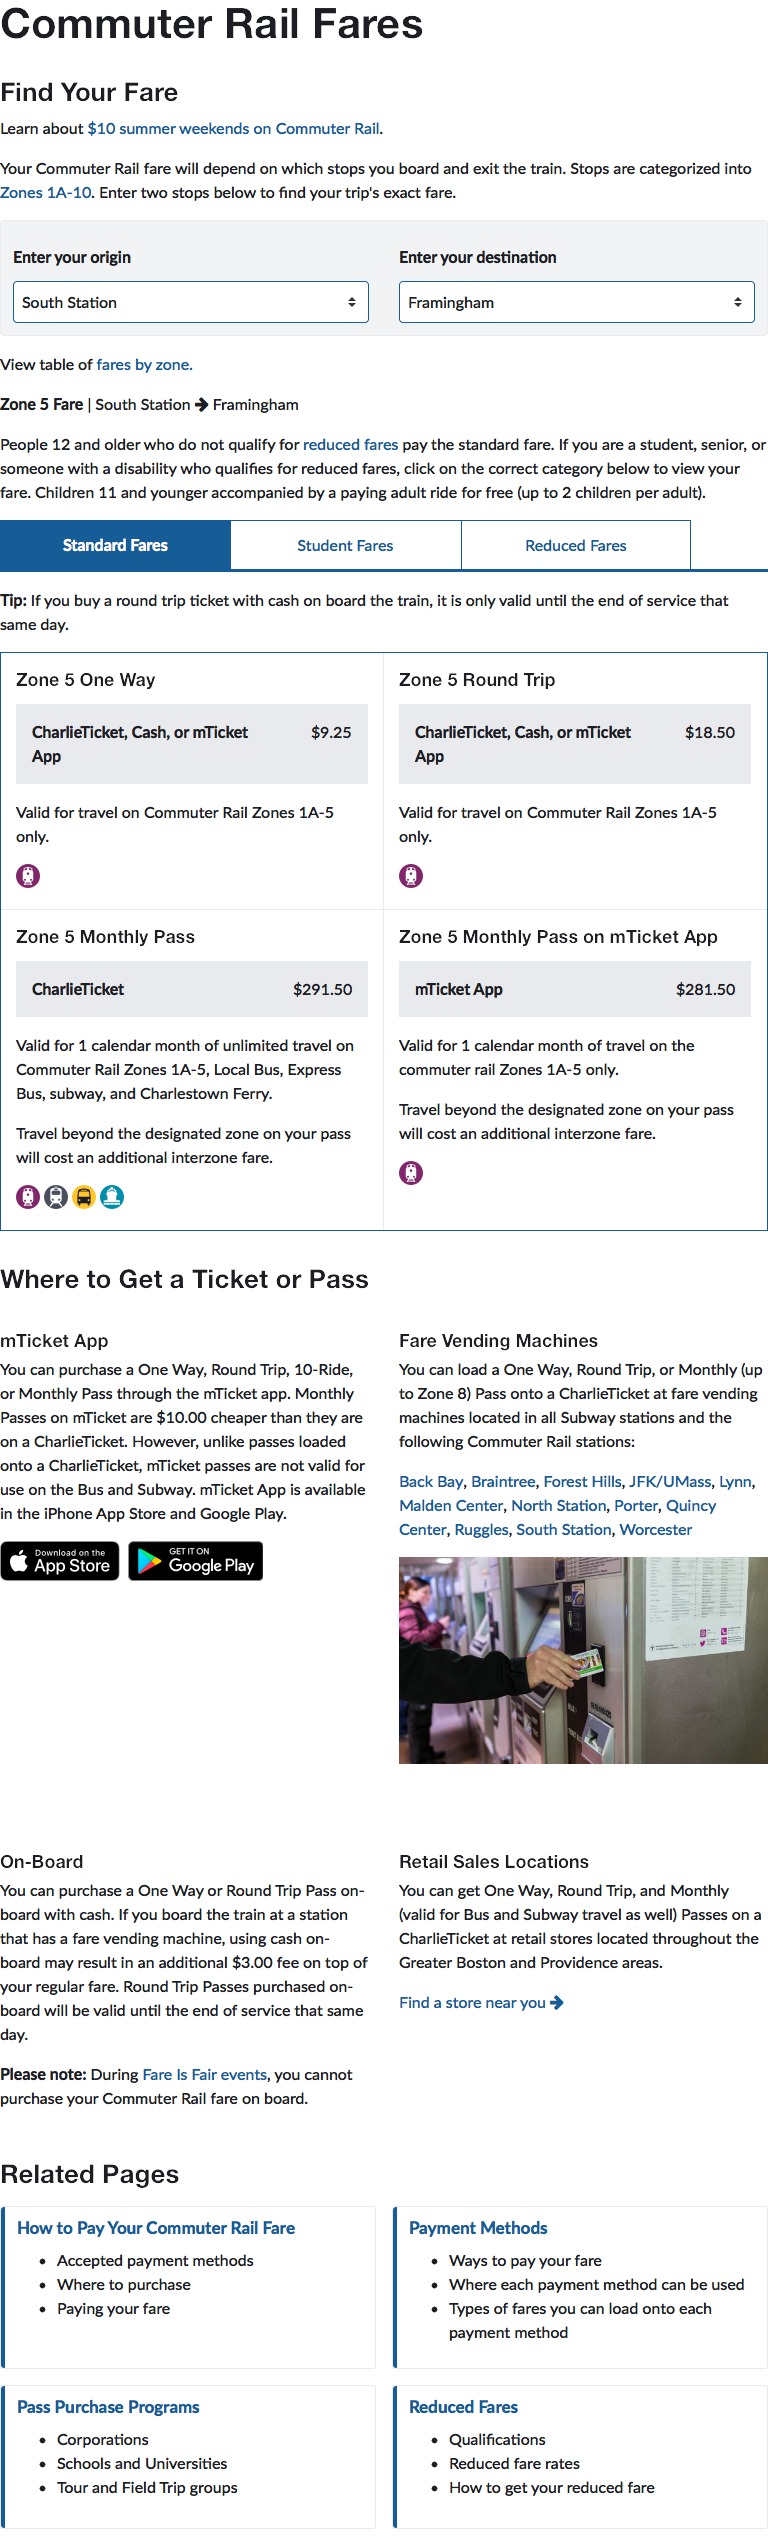 Commuter Rail Fares
Find Your Fare
Learn about $10 summer weekends on Commuter Rail.
Your Commuter Rail fare will depend on which stops you board and exit the train. Stops are categorized into
Zones 1A-10. Enter two stops below to find your trip's exact fare.
Enter your origin
South Station
Enter your destination
Framingham
View table of fares by zone.
Zone 5 Fare | South Station → Framingham
People 12 and older who do not qualify for reduced fares pay the standard fare. If you are a student, senior, or
someone with a disability who qualifies for reduced fares, click on the correct category below to view your
fare. Children 11 and younger accompanied by a paying adult ride for free (up to 2 children per adult).
Standard Fares
Student Fares
Reduced Fares
Tip: If you buy a round trip ticket with cash on board the train, it is only valid until the end of service that
same day.
Zone 5 One Way
CharlieTicket, Cash, or mTicket $9.25
App
Valid for travel on Commuter Rail Zones 1A-5
only.
Zone 5 Round Trip
CharlieTicket, Cash, or mTicket $18.50
App
Valid for travel on Commuter Rail Zones 1A-5
only.
Zone 5 Monthly Pass
CharlieTicket $291.50
Valid for 1 calendar month of unlimited travel on
Commuter Rail Zones 1A-5, Local Bus, Express
Bus, subway, and Charlestown Ferry.
Travel beyond the designated zone on your pass
will cost an additional interzone fare.
Zone 5 Monthly Pass on mTicket App
mTicket App $281.50
Valid for 1 calendar month of travel on the
commuter rail Zones 1A-5 only.
Travel beyond the designated zone on your pass
will cost an additional interzone fare.
Where to Get a Ticket or Pass
mTicket App
You can purchase a One Way, Round Trip, 10-Ride,
or Monthly Pass through the mTicket app. Monthly
Passes on mTicket are $10.00 cheaper than they are
on a CharlieTicket. However, unlike passes loaded
onto a CharlieTicket, mTicket passes are not valid for
use on the Bus and Subway. mTicket App is available
in the iPhone App Store and Google Play.
Download on the
App Store
GET IT ON
Google Play
Fare Vending Machines
You can load a One Way, Round Trip, or Monthly (up
to Zone 8) Pass onto a CharlieTicket at fare vending
machines located in all Subway stations and the
following Commuter Rail stations:
Back Bay, Braintree, Forest Hills, JFK/UMass, Lynn,
Malden Center, North Station, Porter, Quincy
Center, Ruggles, South Station, Worcester
On-Board
You can purchase a One Way or Round Trip Pass on-
board with cash. If you board the train at a station
that has a fare vending machine, using cash on-
board may result in an additional $3.00 fee on top of
your regular fare. Round Trip Passes purchased on-
board will be valid until the end of service that same
day.
Please note: During Fare Is Fair events, you cannot
purchase your Commuter Rail fare on board.
Retail Sales Locations
You can get One Way, Round Trip, and Monthly
(valid for Bus and Subway travel as well) Passes on a
CharlieTicket at retail stores located throughout the
Greater Boston and Providence areas.
Find a store near you →
Related Pages
How to Pay Your Commuter Rail Fare
• Accepted payment methods
• Where to purchase
• Paying your fare
Payment Methods
• Ways to pay your fare
• Where each payment method can be used
• Types of fares you can load onto each
payment method
Pass Purchase Programs
• Corporations
• Schools and Universities
• Tour and Field Trip groups
Reduced Fares
• Qualifications
• Reduced fare rates
• How to get your reduced fare